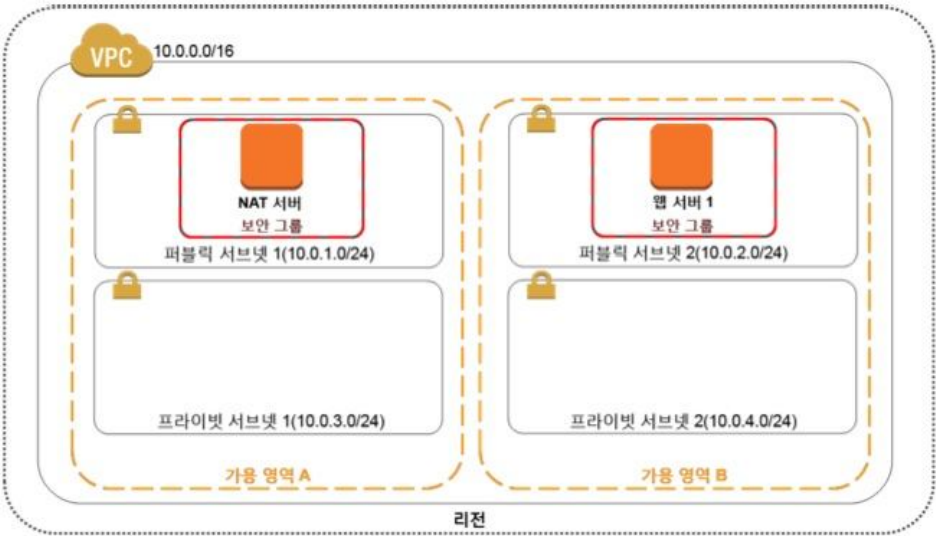 VPC 10.0.0.0/16
NAT 서버
보안 그룹
퍼블릭 서브넷 1(10.0.1.0/24)
프라이빗 서브넷 1(10.0.3.0/24)
가용 영역 A
웹 서버 1
보안 그룹
퍼블릭 서브넷 2(10.0.2.0/24)
프라이빗 서브넷 2(10.0.4.0/24)
가용 영역 B
리전